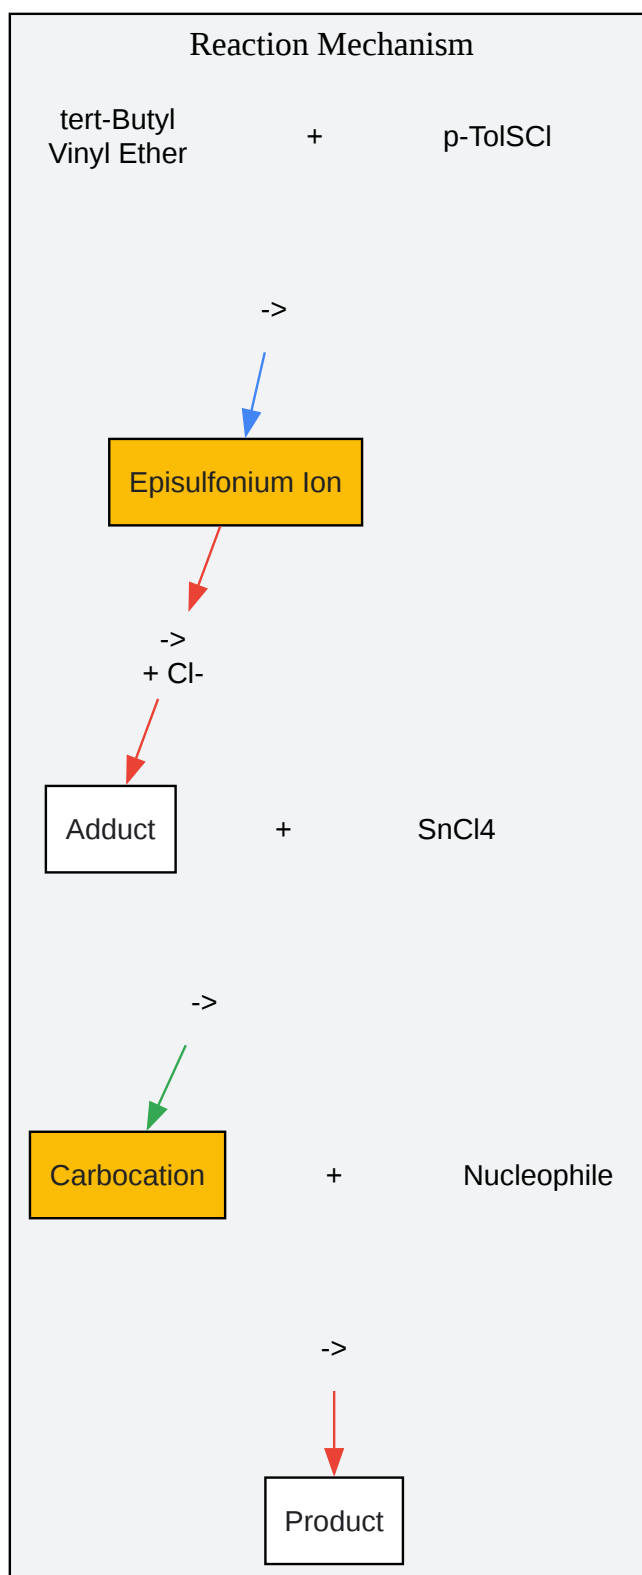 Reaction Mechanism
tert-Butyl
Vinyl Ether
+
p-TolSCl
->
Episulfonium Ion
->
+ Cl-
Adduct
+
SnCl4
->
Carbocation
+
Nucleophile
->
Product